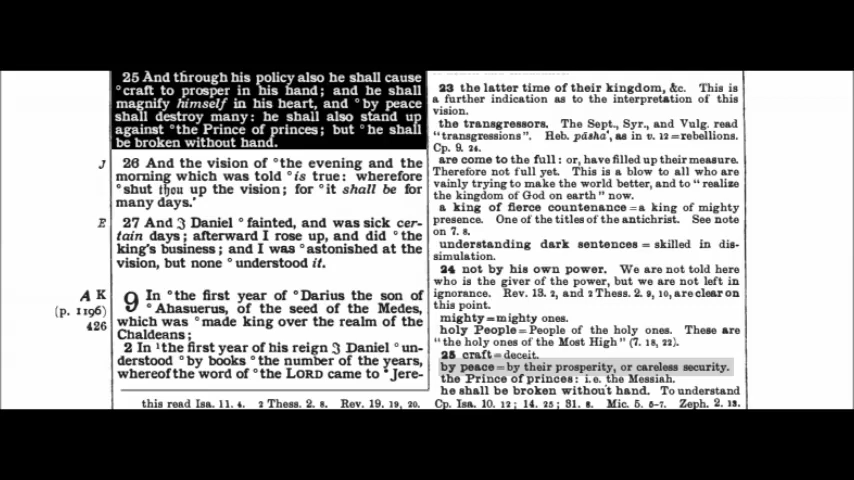 25 And through his policy also he shall cause
°craft to prosper in his hand; and he shall
magnify himself in his heart, and °by peace
shall destroy many: he shall also stand up
against °the Prince of princes; but °he shall
be broken without hand.
J 26 And the vision of °the evening and the
morning which was told °is true: wherefore
°shut thou up the vision; for °it shall be for
many days.'
E 27 And I Daniel °fainted, and was sick cer-
tain days; afterward I rose up, and did °the
king's business; and I was °astonished at the
vision, but none °understood it.
A K
(p. 1196)
426
9 In °the first year of °Darius the son of
°Ahasuerus, of the seed of the Medes,
which was °made king over the realm of the
Chaldeans;
2 In ¹the first year of his reign I Daniel °un-
derstood °by books °the number of the years,
whereof the word of °the LORD came to °Jere-
23 the latter time of their kingdom, &c. This is
a further indication as to the interpretation of this
vision.
the transgressors. The Sept., Syr., and Vulg. read
"transgressions". Heb. pāsha', as in v. 12 = rebellions.
Cp. 9. 24.
are come to the full: or, have filled up their measure.
Therefore not full yet. This is a blow to all who are
vainly trying to make the world better, and to "realize
the kingdom of God on earth" now.
a king of fierce countenance = a king of mighty
presence. One of the titles of the antichrist. See note
on 7. 8.
understanding dark sentences = skilled in dis-
simulation.
24 not by his own power. We are not told here
who is the giver of the power, but we are not left in
ignorance. Rev. 13. 2, and 2 Thess. 2. 9, 10, are clear on
this point.
mighty = mighty ones.
holy People = People of the holy ones. These are
"the holy ones of the Most High" (7. 18, 22).
25 craft = deceit.
by peace = by their prosperity, or careless security.
the Prince of princes: i.e. the Messiah.
he shall be broken without hand. To understand
this read Isa. 11. 4. 2 Thess. 2. 8. Rev. 19. 19, 20.
Cp. Isa. 10. 12; 14. 25; 31. 8. Mic. 5. 5-7. Zeph. 2. 13.